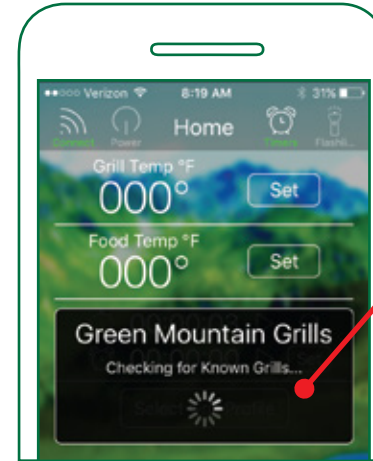 Verizon 8:19 AM 31%
Connect Power Home Timers Flashli...
Grill Temp °F
000° Set
Food Temp °F
000° Set
Green Mountain Grills
Checking for Known Grills...